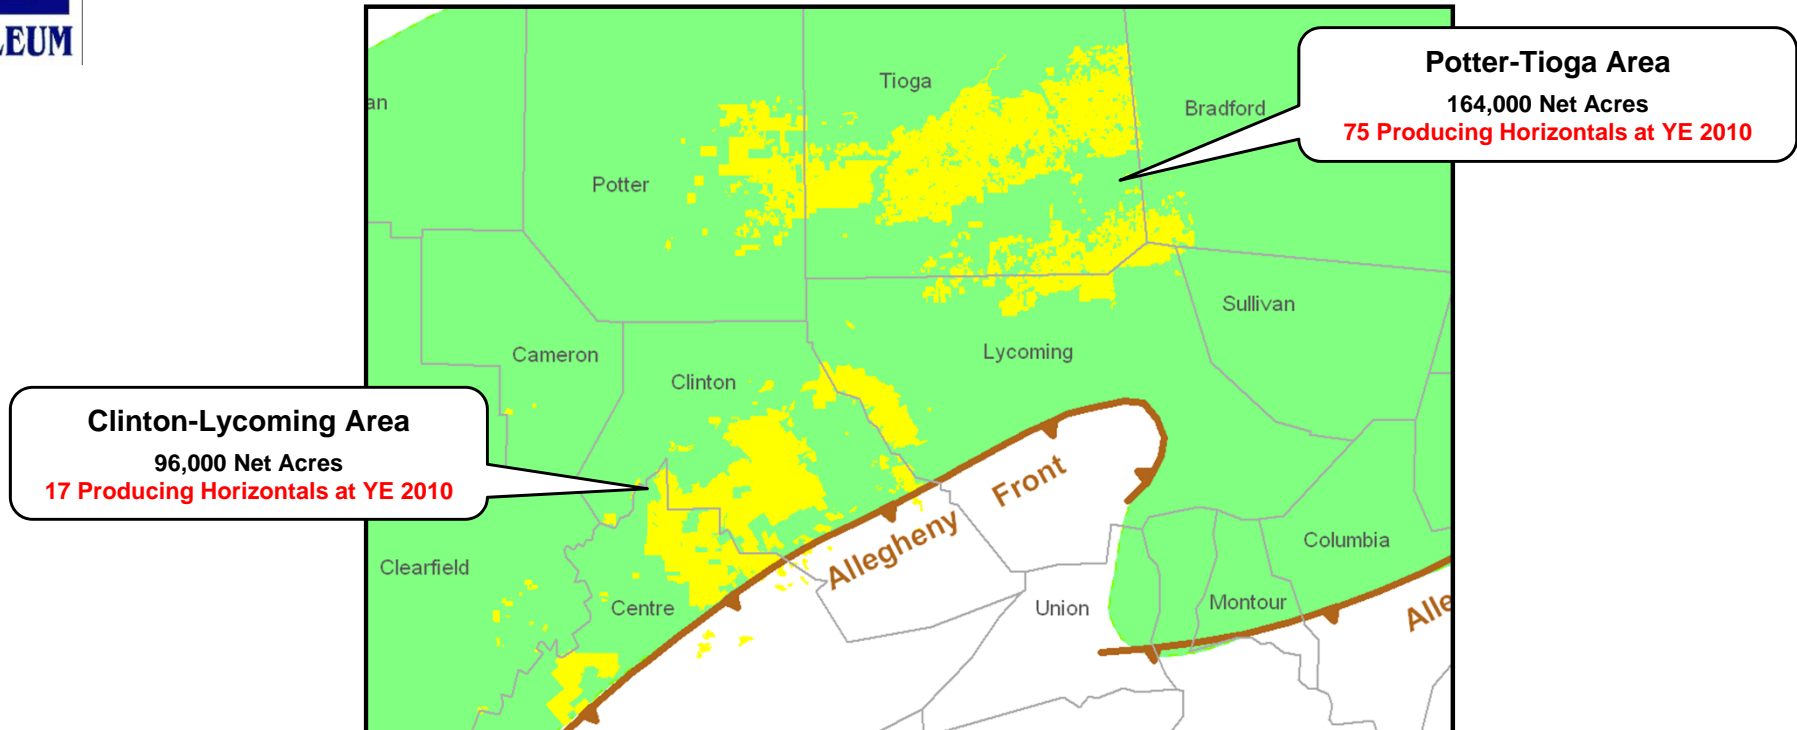 LEUM
Potter-Tioga Area
164,000 Net Acres
75 Producing Horizontals at YE 2010
Tioga
an
Bradford
Potter
Sullivan
Lycoming
Cameron
Clinton
Clinton-Lycoming Area
96,000 Net Acres
17 Producing Horizontals at YE 2010
Allegheny Front
Columbia
Clearfield
Centre
Union
Montour
Alle